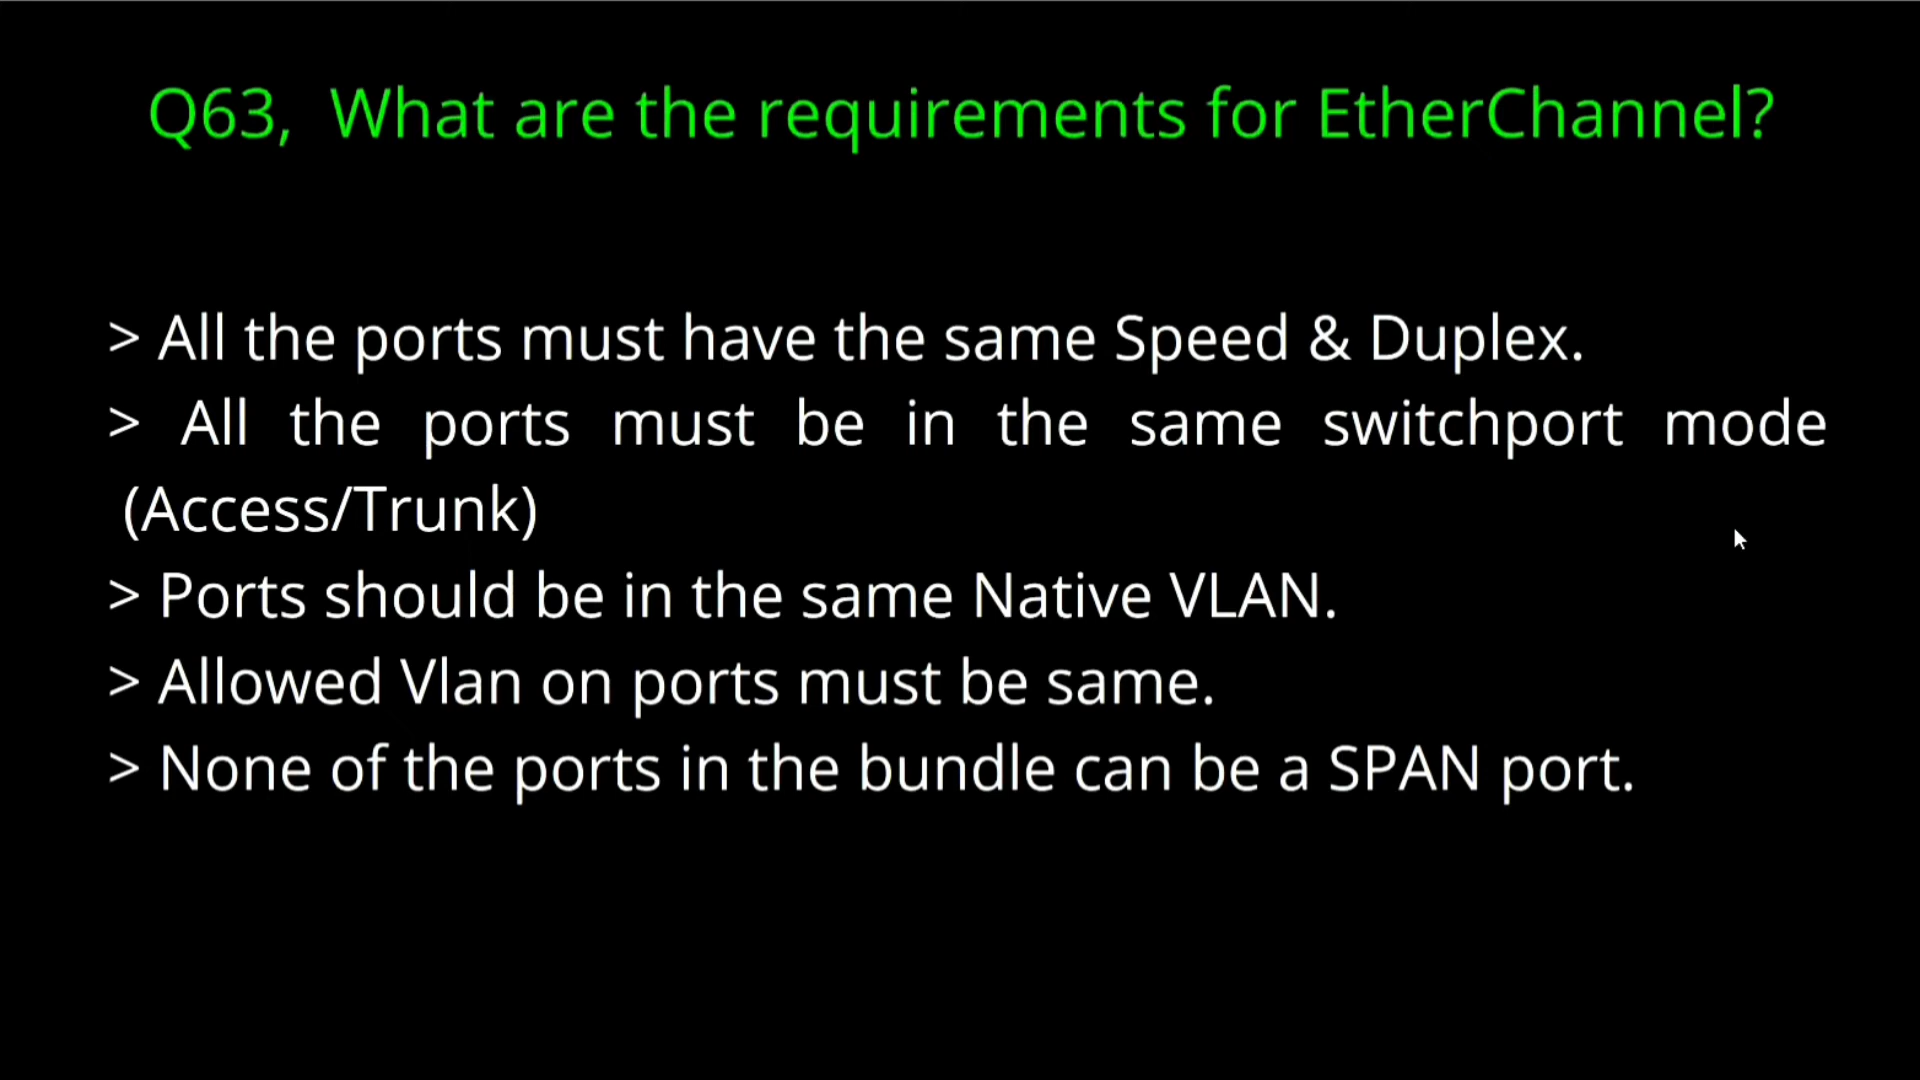 Q63, What are the requirements for EtherChannel?
> All the ports must have the same Speed & Duplex.
> All the ports must be in the same switchport mode
(Access/Trunk)
> Ports should be in the same Native VLAN.
> Allowed Vlan on ports must be same.
> None of the ports in the bundle can be a SPAN port.